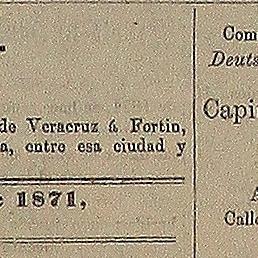 de Veracruz á Fortin,
a, entre esa ciudad y
1871,
Com
Deuts
Capi
Calle